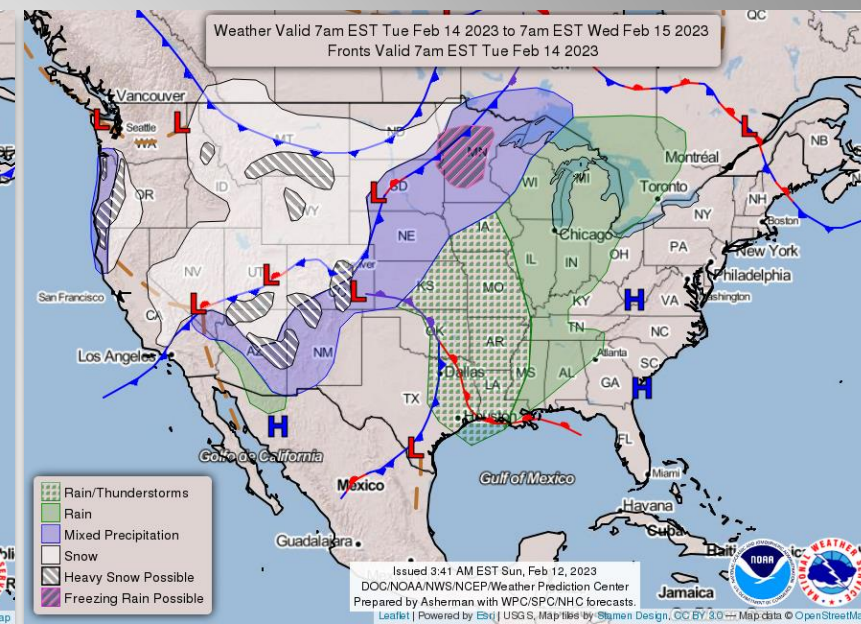 Weather Valid 7am EST Tue Feb 14 2023 to 7am EST Wed Feb 15 2023
Fronts Valid 7am EST Tue Feb 14 2023
QC
Vancouver
L
L
Seattle
WA
MT
ND
MN
L
NB
Montréal
OR
ID
WY
L
SD
WI
MI
Toronto
NH
Boston
NY
IA
Chicago
NE
NV
UT
L
IL
IN
OH
PA
New York
Philadelphia
San Francisco
CA
L
L
KS
MO
KY
H
VA
Los Angeles
AZ
NM
OK
AR
TN
NC
SC
Atlanta
Dallas
MS
AL
GA
H
TX
LA
Houston
H
L
FL
Golfo de California
Gulf of Mexico
Miami
México
Havana
Cuba
Guadalajara
Jamaica
Rain/Thunderstorms
Rain
Mixed Precipitation
Snow
Heavy Snow Possible
Freezing Rain Possible
Issued 3:41 AM EST Sun, Feb 12, 2023
DOC/NOAA/NWS/NCEP/Weather Prediction Center
Prepared by Asherman with WPC/SPC/NHC forecasts.
NOAA
Leaflet | Powered by Esri | USGS, Map tiles by Stamen Design, CC BY 3.0 — Map data © OpenStreetMa